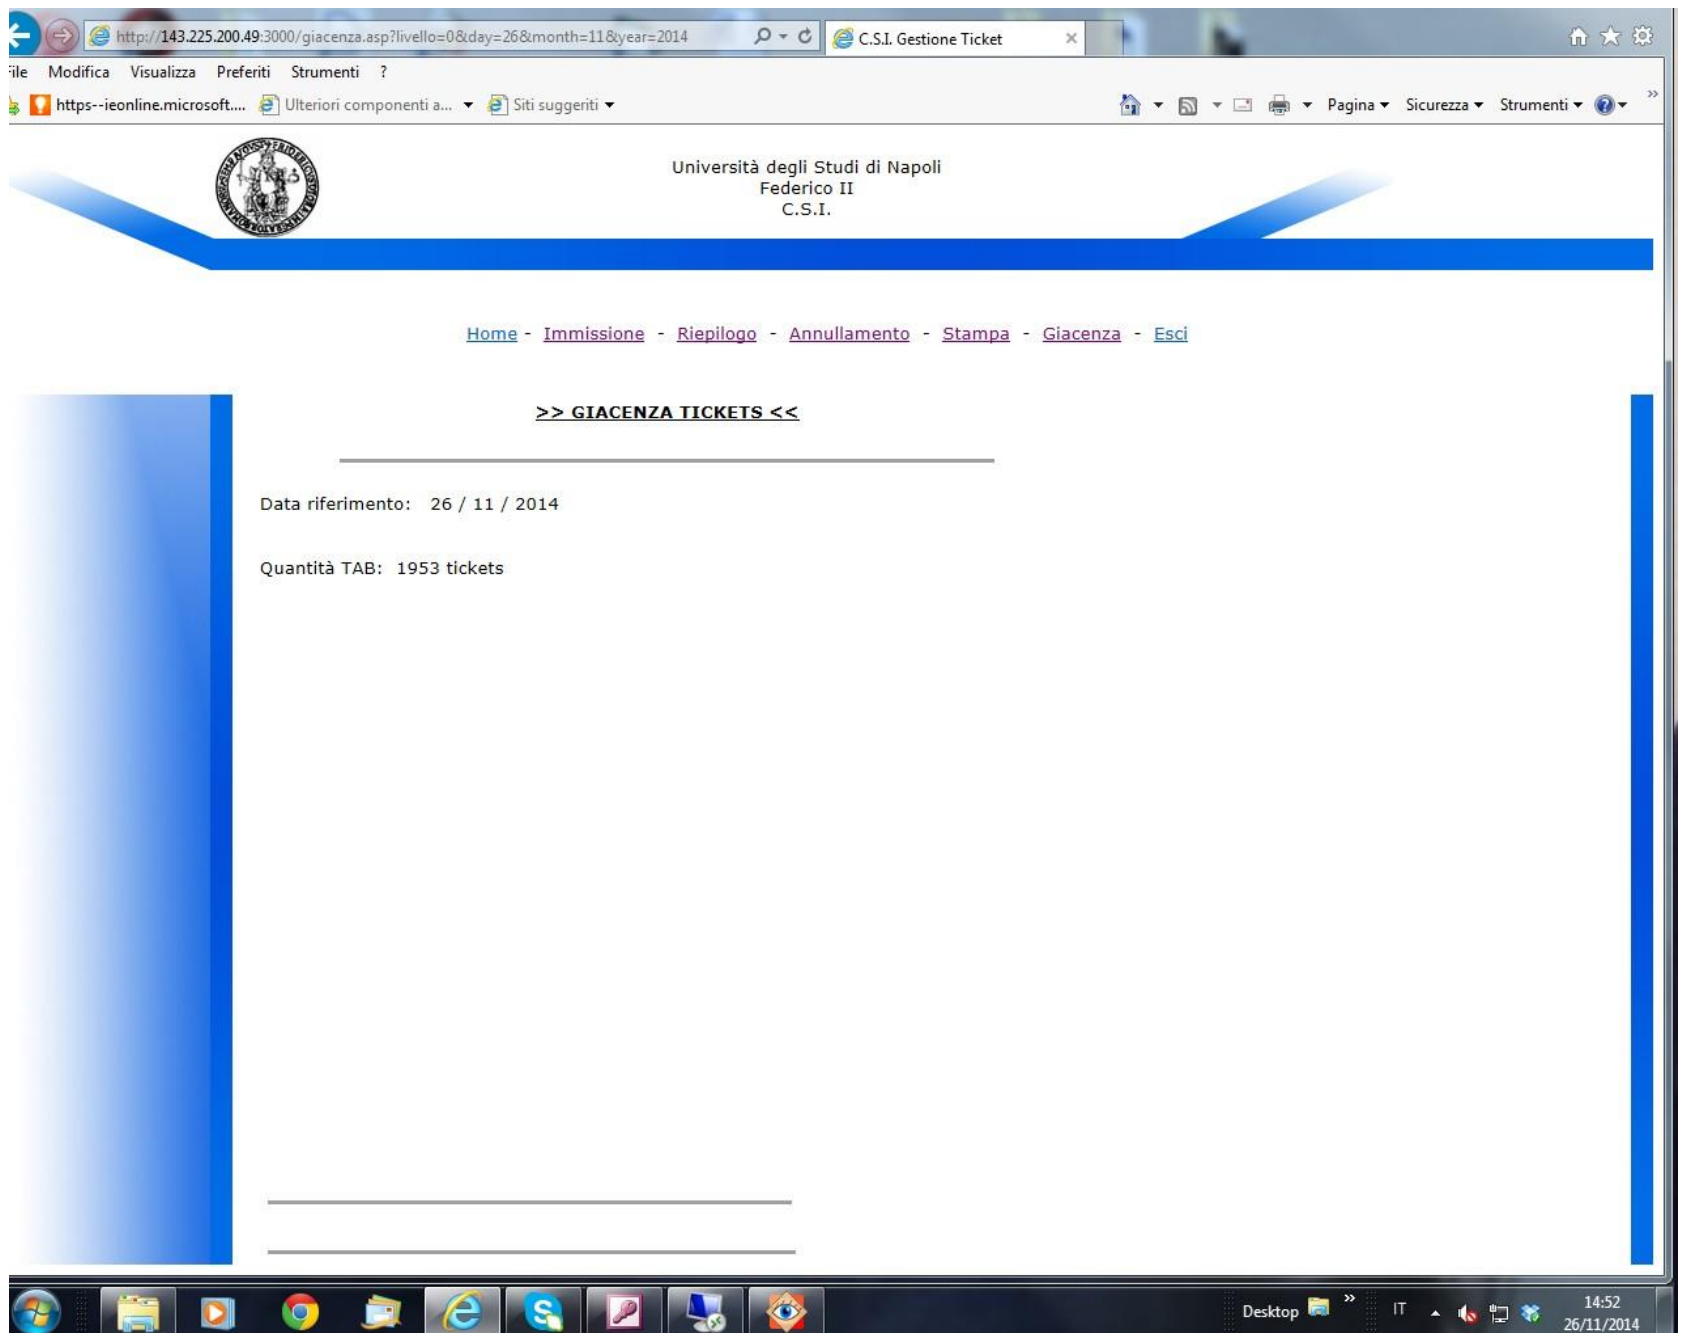 http://143.225.200.49:3000/giacenza.asp?livello=0&day=26&month=11&year=2014
C.S.I. Gestione Ticket
File Modifica Visualizza Preferiti Strumenti ?
https--ieonline.microsoft.... Ulteriori componenti a... Siti suggeriti
Pagina Sicurezza Strumenti
Università degli Studi di Napoli
Federico II
C.S.I.
Home - Immissione - Riepilogo - Annullamento - Stampa - Giacenza - Esci
>> GIACENZA TICKETS <<
Data riferimento: 26 / 11 / 2014
Quantità TAB: 1953 tickets
Desktop » IT 14:52
26/11/2014